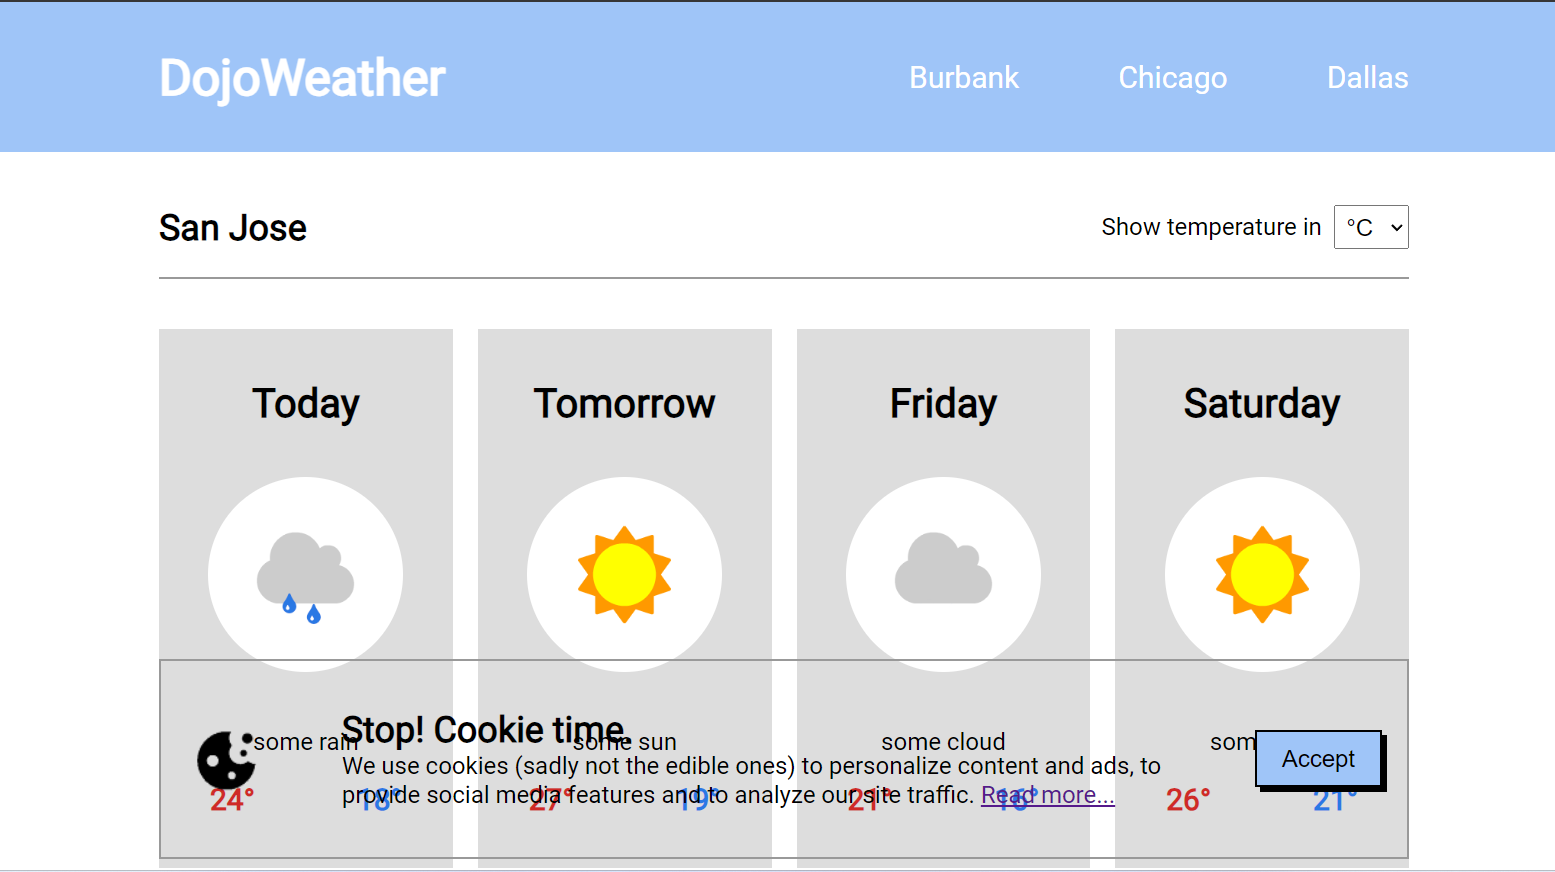 DojoWeather Burbank Chicago Dallas
San Jose Show temperature in °C
Today Tomorrow Friday Saturday
Stop! Cookie time.
some rain some sun some cloud som
We use cookies (sadly not the edible ones) to personalize content and ads, to
provide social media features and to analyze our site traffic. Read more...
Accept
24° 18° 27° 19° 21° 16° 26° 21°